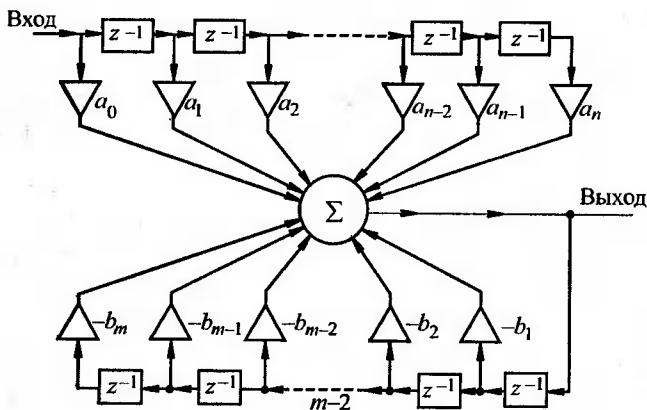 Вход
z⁻¹ z⁻¹ z⁻¹ z⁻¹
a₀ a₁ a₂ aₙ₋₂ aₙ₋₁ aₙ
Σ
Выход
–bₘ –bₘ₋₁ –bₘ₋₂ –b₂ –b₁
z⁻¹ z⁻¹ z⁻¹ z⁻¹
m–2